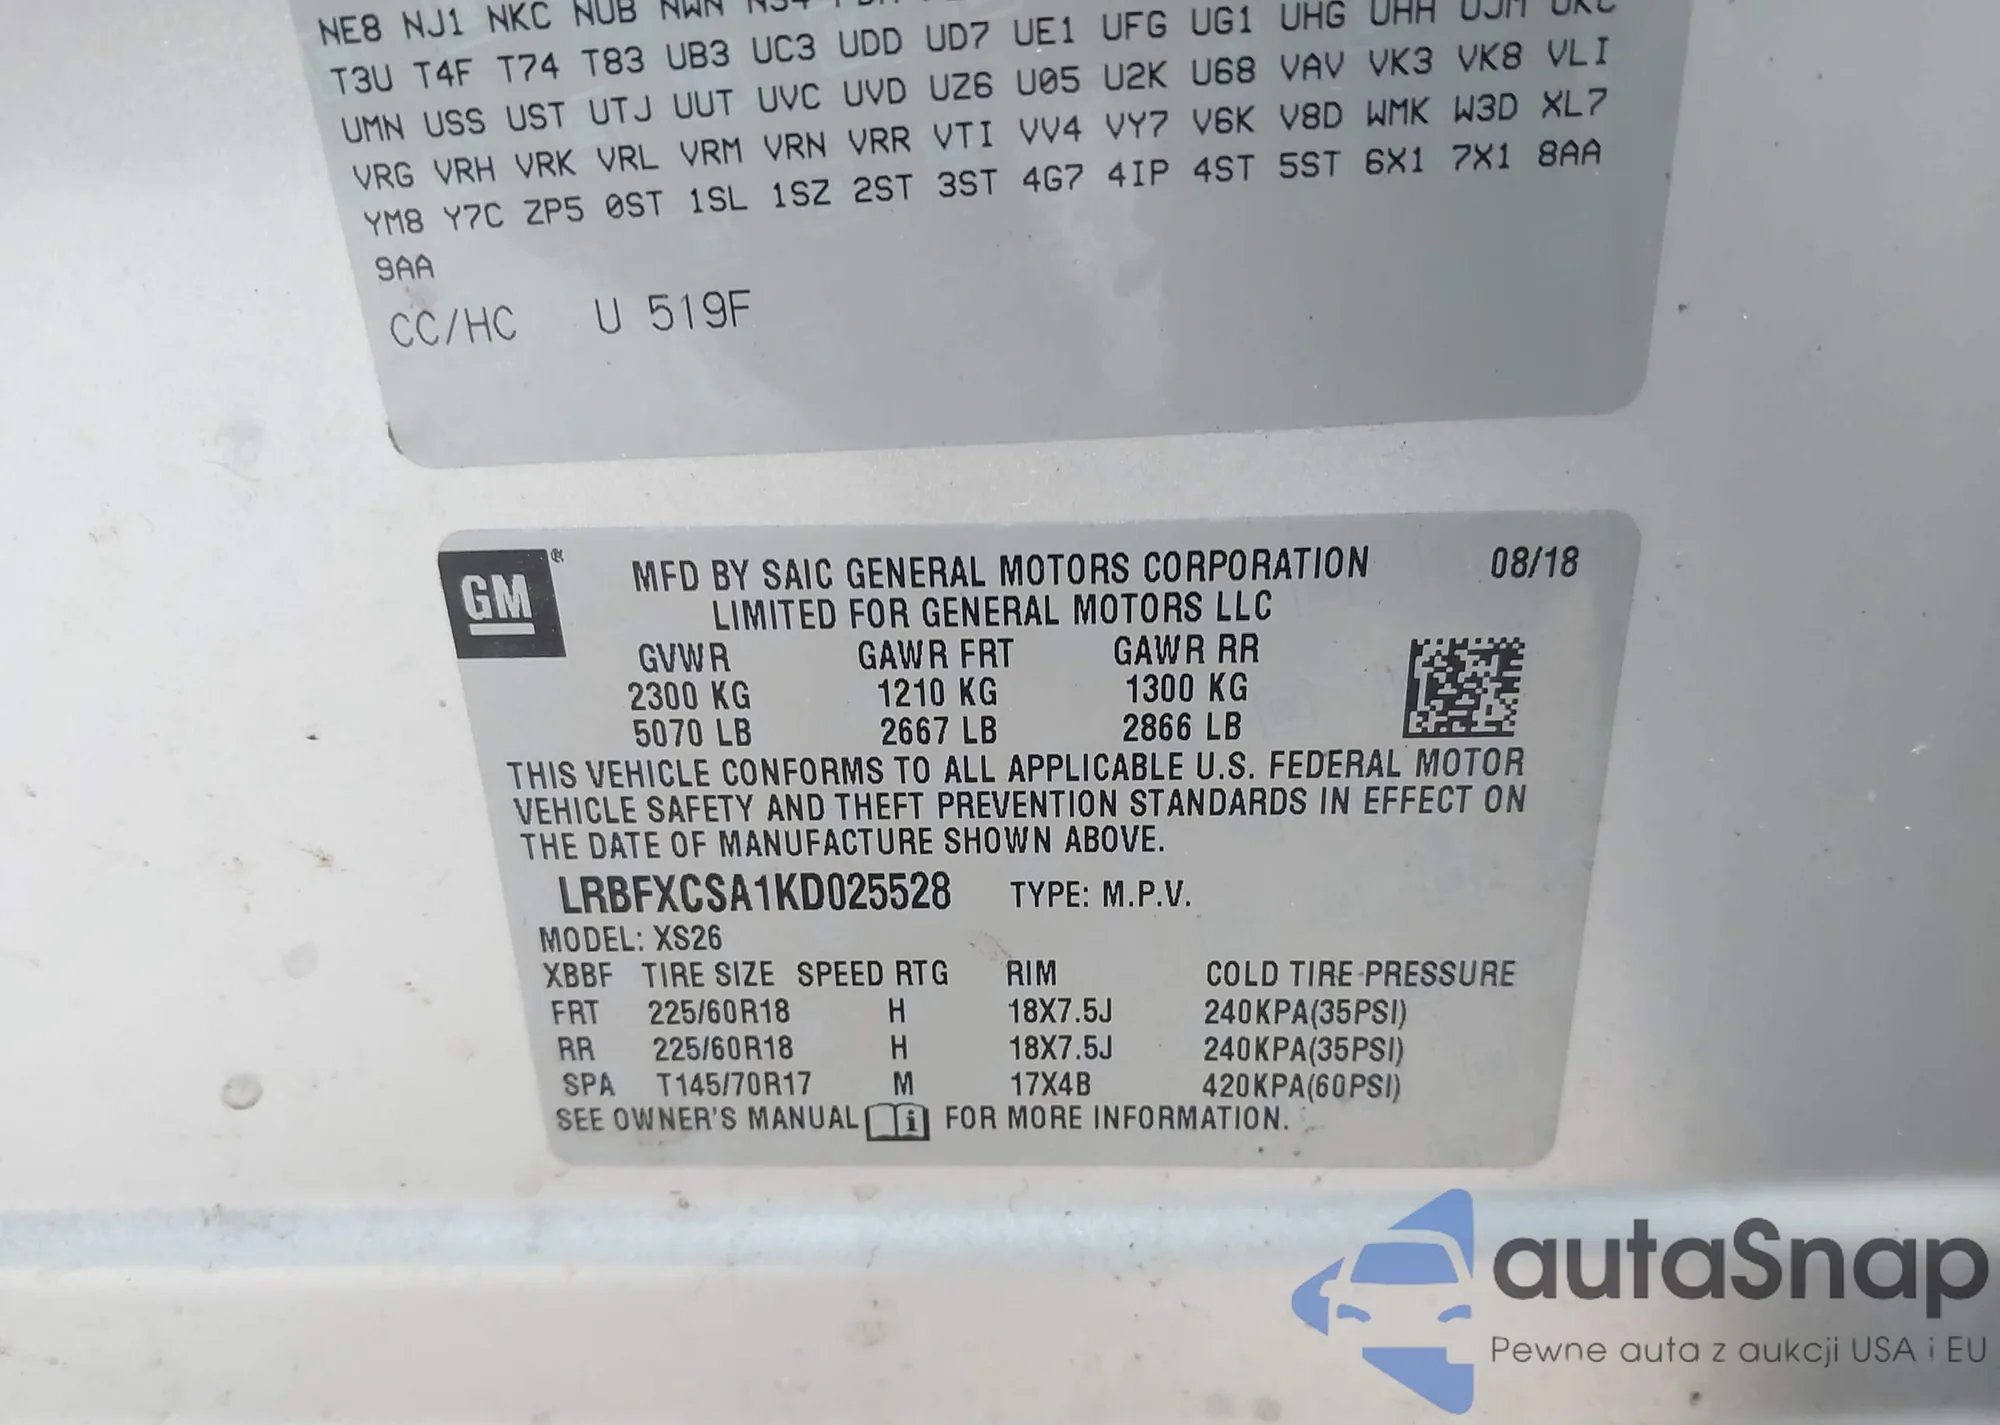 NE8 NJ1 NKC NUB NWN
T3U T4F T74 T83 UB3 UC3 UDD UD7 UE1 UFG UG1 UHG UHH UJM UKC
UMN USS UST UTJ UUT UVC UVD UZ6 U05 U2K U68 VAV VK3 VK8 VLI
VRG VRH VRK VRL VRM VRN VRR VTI VV4 VY7 V6K V8D WMK W3D XL7
YM8 Y7C ZP5 0ST 1SL 1SZ 2ST 3ST 4G7 4IP 4ST 5ST 6X1 7X1 8AA
9AA
CC/HC U 519F
GM®
MFD BY SAIC GENERAL MOTORS CORPORATION 08/18
LIMITED FOR GENERAL MOTORS LLC
GVWR GAWR FRT GAWR RR
2300 KG 1210 KG 1300 KG
5070 LB 2667 LB 2866 LB
THIS VEHICLE CONFORMS TO ALL APPLICABLE U.S. FEDERAL MOTOR
VEHICLE SAFETY AND THEFT PREVENTION STANDARDS IN EFFECT ON
THE DATE OF MANUFACTURE SHOWN ABOVE.
LRBFXCSA1KD025528 TYPE: M.P.V.
MODEL: XS26
XBBF TIRE SIZE SPEED RTG RIM COLD TIRE PRESSURE
FRT 225/60R18 H 18X7.5J 240KPA(35PSI)
RR 225/60R18 H 18X7.5J 240KPA(35PSI)
SPA T145/70R17 M 17X4B 420KPA(60PSI)
SEE OWNER'S MANUAL FOR MORE INFORMATION.
autaSnap
Pewne auta z aukcji USA i EU